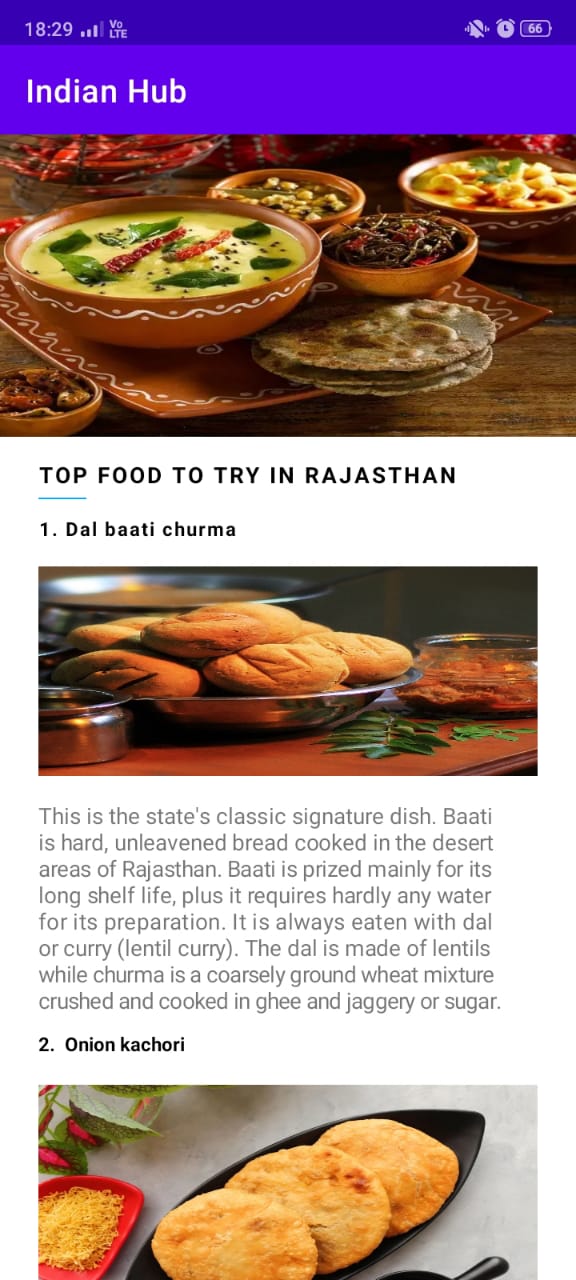 18:29 Vo LTE 66
Indian Hub
TOP FOOD TO TRY IN RAJASTHAN
1. Dal baati churma
This is the state's classic signature dish. Baati
is hard, unleavened bread cooked in the desert
areas of Rajasthan. Baati is prized mainly for its
long shelf life, plus it requires hardly any water
for its preparation. It is always eaten with dal
or curry (lentil curry). The dal is made of lentils
while churma is a coarsely ground wheat mixture
crushed and cooked in ghee and jaggery or sugar.
2. Onion kachori